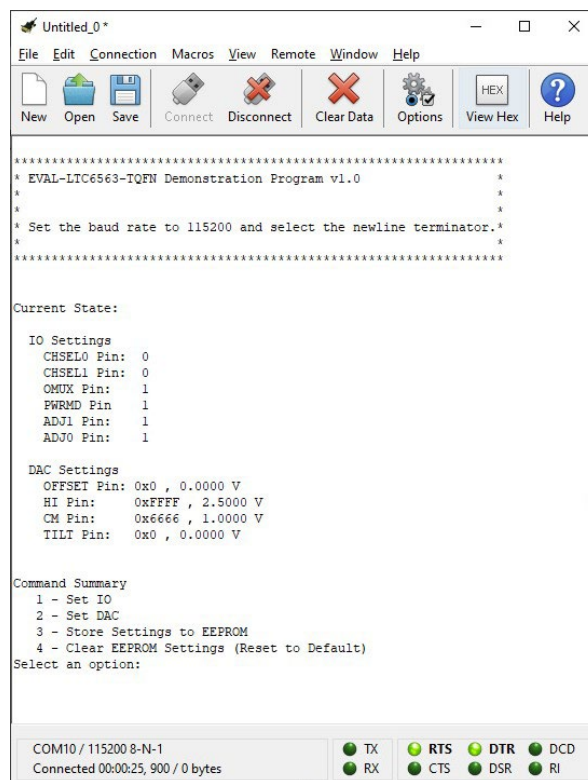 Untitled_0 *
File Edit Connection Macros View Remote Window Help
HEX ?
New Open Save Connect Disconnect Clear Data Options View Hex Help
*****************************************************************
* EVAL-LTC6563-TQFN Demonstration Program v1.0 *
* *
* *
* Set the baud rate to 115200 and select the newline terminator.*
* *
*****************************************************************
Current State:
IO Settings
CHSEL0 Pin: 0
CHSEL1 Pin: 0
OMUX Pin: 1
PWRMD Pin 1
ADJ1 Pin: 1
ADJ0 Pin: 1
DAC Settings
OFFSET Pin: 0x0 , 0.0000 V
HI Pin: 0xFFFF , 2.5000 V
CM Pin: 0x6666 , 1.0000 V
TILT Pin: 0x0 , 0.0000 V
Command Summary
1 - Set IO
2 - Set DAC
3 - Store Settings to EEPROM
4 - Clear EEPROM Settings (Reset to Default)
Select an option:
COM10 / 115200 8-N-1 TX RTS DTR DCD
Connected 00:00:25, 900 / 0 bytes RX CTS DSR RI